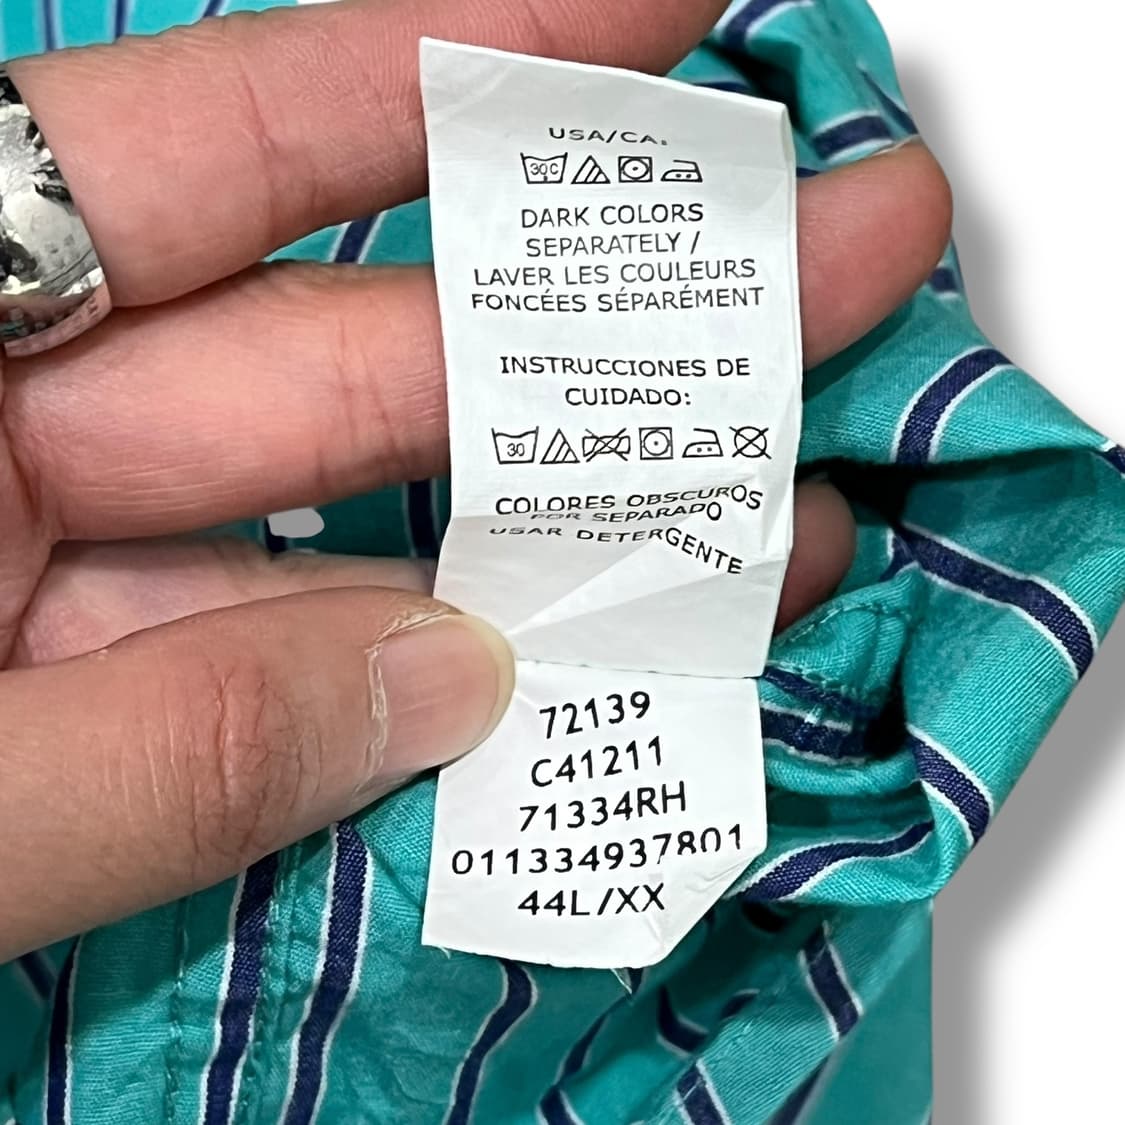 USA/CA:
30C
DARK COLORS
SEPARATELY /
LAVER LES COULEURS
FONCÉES SÉPARÉMENT
INSTRUCCIONES DE
CUIDADO:
30
COLORES OBSCUROS
POR SEPARADO
USAR DETERGENTE
72139
C41211
71334RH
011334937801
44L/XX